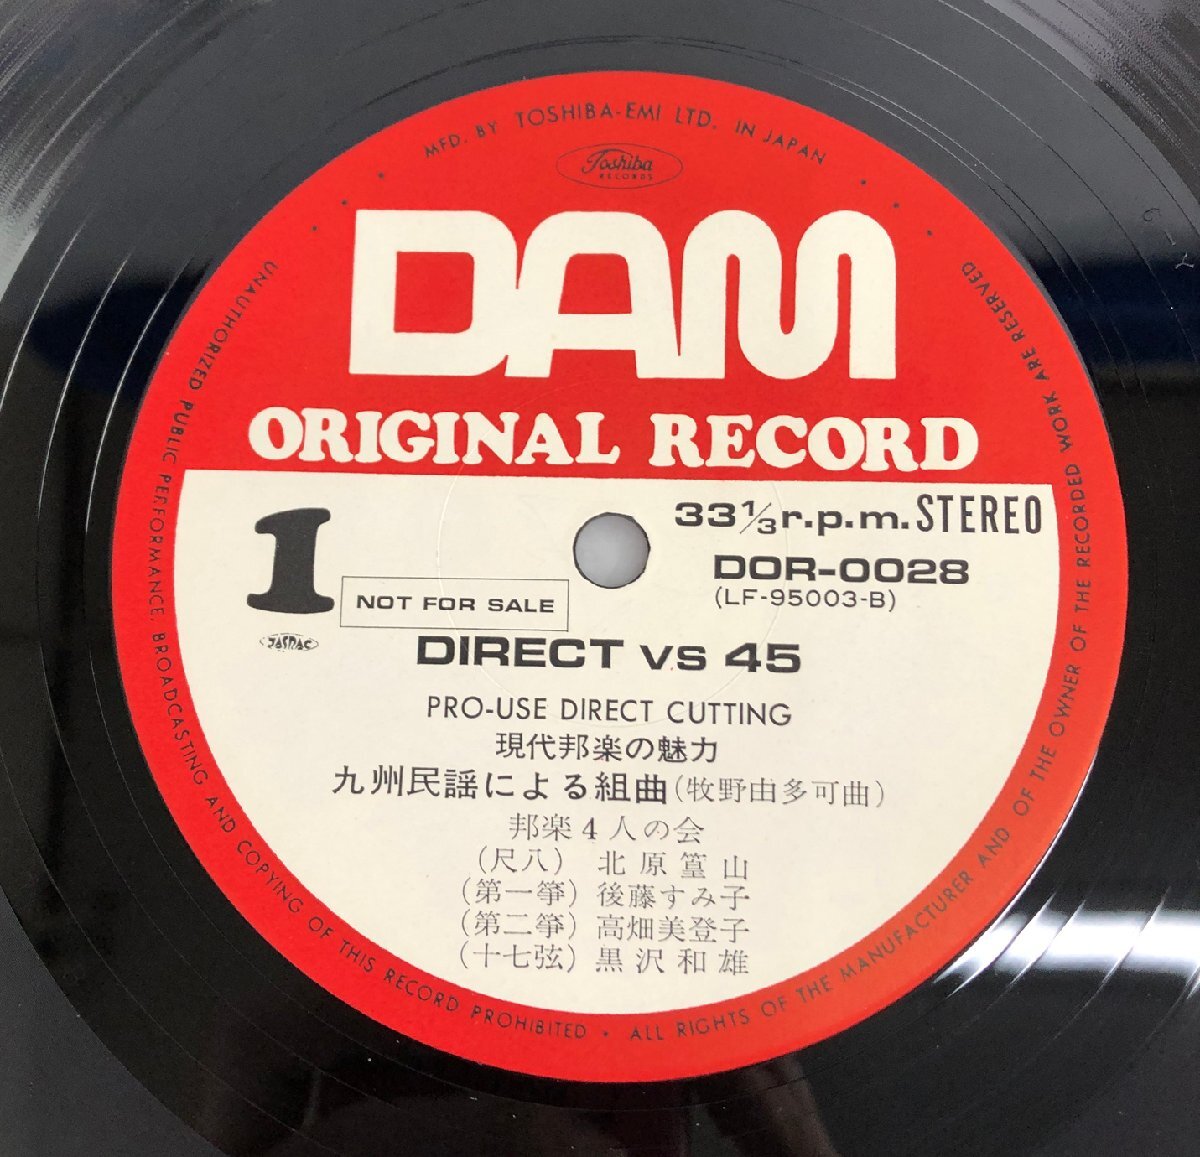 MFD. BY TOSHIBA-EMI LTD. IN JAPAN
Toshiba
RECORDS
DAM
ORIGINAL RECORD
1
33 1/3 r.p.m. STEREO
DOR-0028
(LF-95003-B)
NOT FOR SALE
JASRAC
DIRECT vs 45
PRO-USE DIRECT CUTTING
現代邦楽の魅力
九州民謡による組曲(牧野由多可曲)
邦楽4人の会
(尺八) 北原篁山
(第一箏) 後藤すみ子
(第二箏) 高畑美登子
(十七弦) 黒沢和雄
UNAUTHORIZED PUBLIC PERFORMANCE, BROADCASTING AND COPYING OF THIS RECORD PROHIBITED • ALL RIGHTS OF THE MANUFACTURER AND OF THE OWNER OF THE RECORDED WORK ARE RESERVED